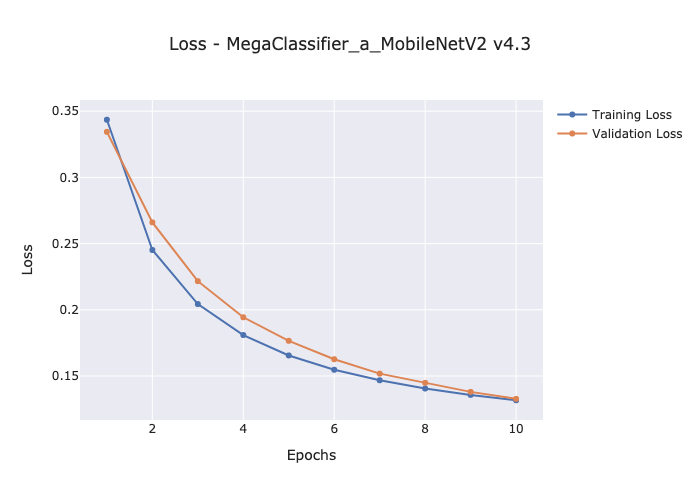 Loss - MegaClassifier_a_MobileNetV2 v4.3
0.35
0.3
0.25
0.2
0.15
Loss
2 4 6 8 10
Epochs
Training Loss
Validation Loss